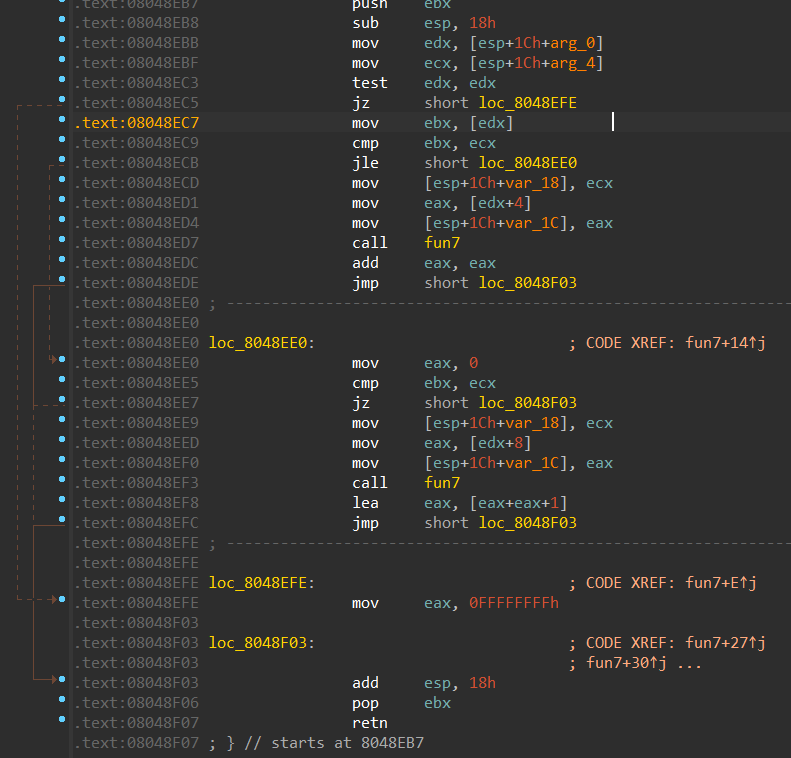 .text:08048EB7 push ebx
.text:08048EB8 sub esp, 18h
.text:08048EBB mov edx, [esp+1Ch+arg_0]
.text:08048EBF mov ecx, [esp+1Ch+arg_4]
.text:08048EC3 test edx, edx
.text:08048EC5 jz short loc_8048EFE
.text:08048EC7 mov ebx, [edx]
.text:08048EC9 cmp ebx, ecx
.text:08048ECB jle short loc_8048EE0
.text:08048ECD mov [esp+1Ch+var_18], ecx
.text:08048ED1 mov eax, [edx+4]
.text:08048ED4 mov [esp+1Ch+var_1C], eax
.text:08048ED7 call fun7
.text:08048EDC add eax, eax
.text:08048EDE jmp short loc_8048F03
.text:08048EE0 ; ---------------------------------------------------------------
.text:08048EE0
.text:08048EE0 loc_8048EE0: ; CODE XREF: fun7+14↑j
.text:08048EE0 mov eax, 0
.text:08048EE5 cmp ebx, ecx
.text:08048EE7 jz short loc_8048F03
.text:08048EE9 mov [esp+1Ch+var_18], ecx
.text:08048EED mov eax, [edx+8]
.text:08048EF0 mov [esp+1Ch+var_1C], eax
.text:08048EF3 call fun7
.text:08048EF8 lea eax, [eax+eax+1]
.text:08048EFC jmp short loc_8048F03
.text:08048EFE ; ---------------------------------------------------------------
.text:08048EFE
.text:08048EFE loc_8048EFE: ; CODE XREF: fun7+E↑j
.text:08048EFE mov eax, 0FFFFFFFFh
.text:08048F03
.text:08048F03 loc_8048F03: ; CODE XREF: fun7+27↑j
.text:08048F03 ; fun7+30↑j ...
.text:08048F03 add esp, 18h
.text:08048F06 pop ebx
.text:08048F07 retn
.text:08048F07 ; } // starts at 8048EB7